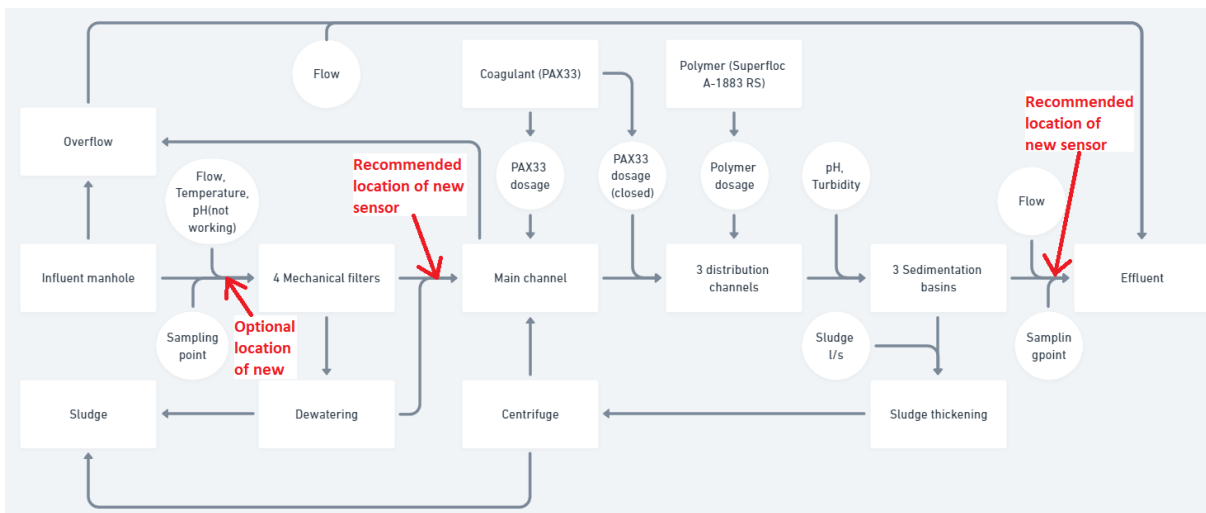 Flow
Coagulant (PAX33)
Polymer (Superfloc
A-1883 RS)
Recommended
location of
new sensor
Overflow
Flow,
Temperature,
pH(not
working)
Recommended
location of new
sensor
PAX33
dosage
PAX33
dosage
(closed)
Polymer
dosage
pH,
Turbidity
Flow
Influent manhole
4 Mechanical filters
Main channel
3 distribution
channels
3 Sedimentation
basins
Effluent
Sampling
point
Optional
location
of new
Sludge
l/s
Samplin
gpoint
Sludge
Dewatering
Centrifuge
Sludge thickening